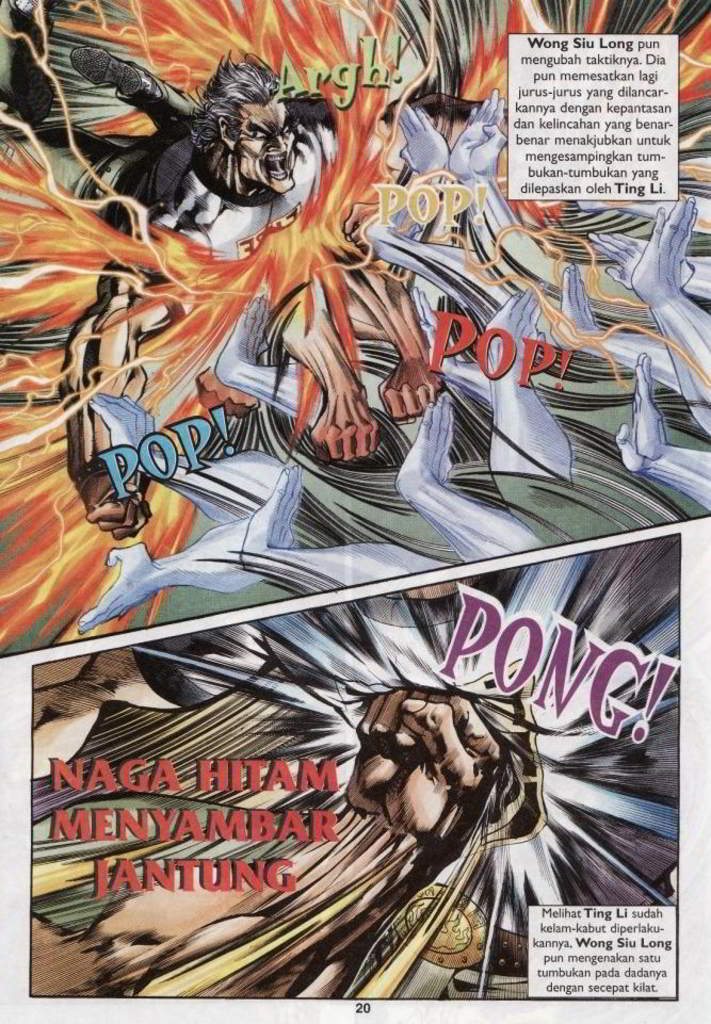 Argh!
Wong Siu Long pun
mengubah taktiknya. Dia
pun memesatkan lagi
jurus-jurus yang dilancar-
kannya dengan kepantasan
dan kelincahan yang benar-
benar menakjubkan untuk
mengesampingkan tum-
bukan-tumbukan yang
dilepaskan oleh Ting Li.
POP!
POP!
POP!
PONG!
NAGA HITAM
MENYAMBAR
JANTUNG
Melihat Ting Li sudah
kelam-kabut diperlaku-
kannya, Wong Siu Long
pun mengenakan satu
tumbukan pada dadanya
dengan secepat kilat.
20